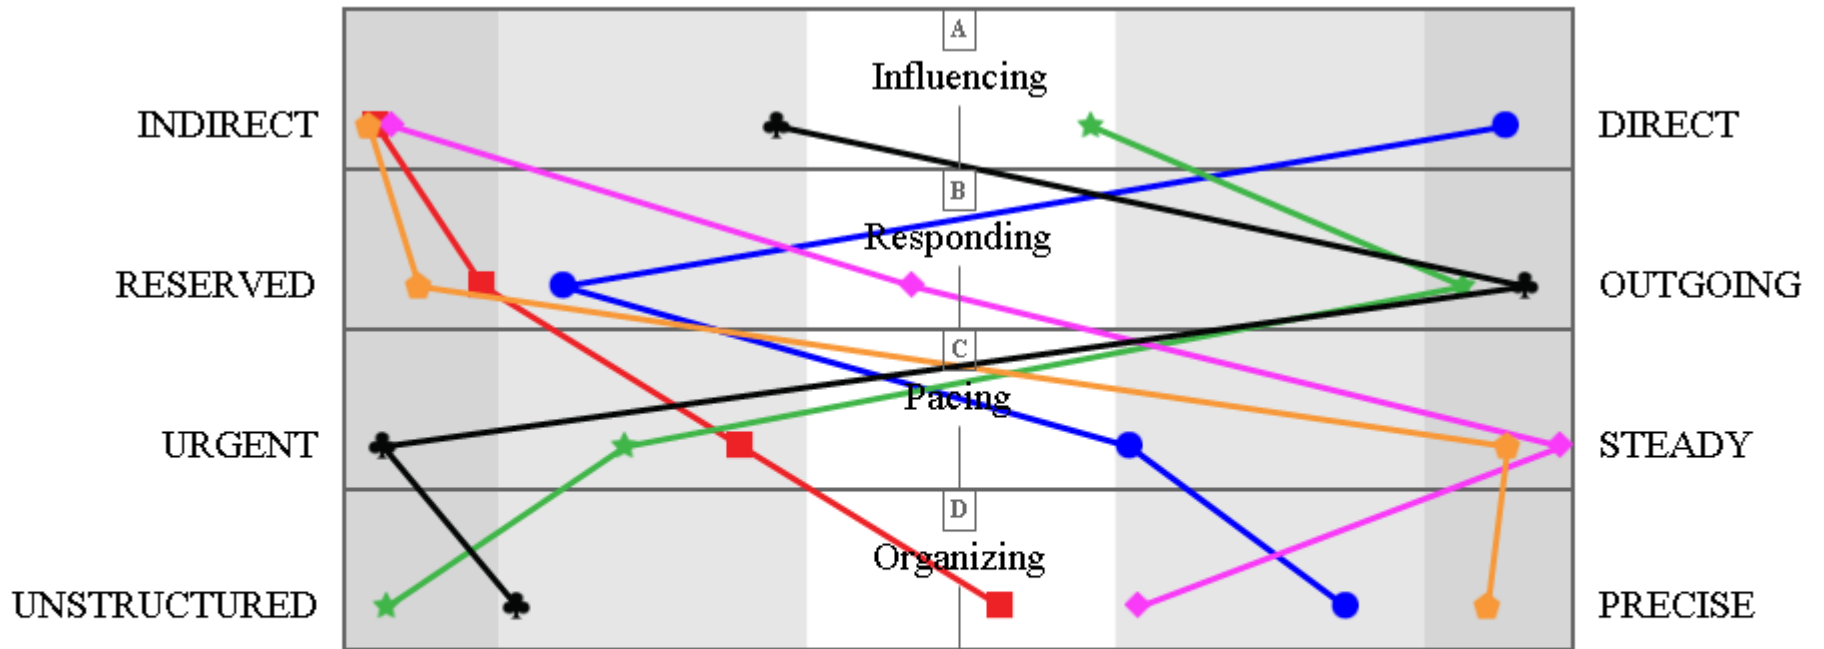 A
Influencing
INDIRECT
DIRECT
B
Responding
RESERVED
OUTGOING
C
Pacing
URGENT
STEADY
D
Organizing
UNSTRUCTURED
PRECISE